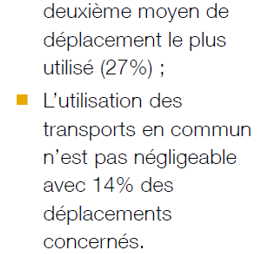 deuxième moyen de
déplacement le plus
utilisé (27%) ;
■ L'utilisation des
transports en commun
n'est pas négligeable
avec 14% des
déplacements
concernés.